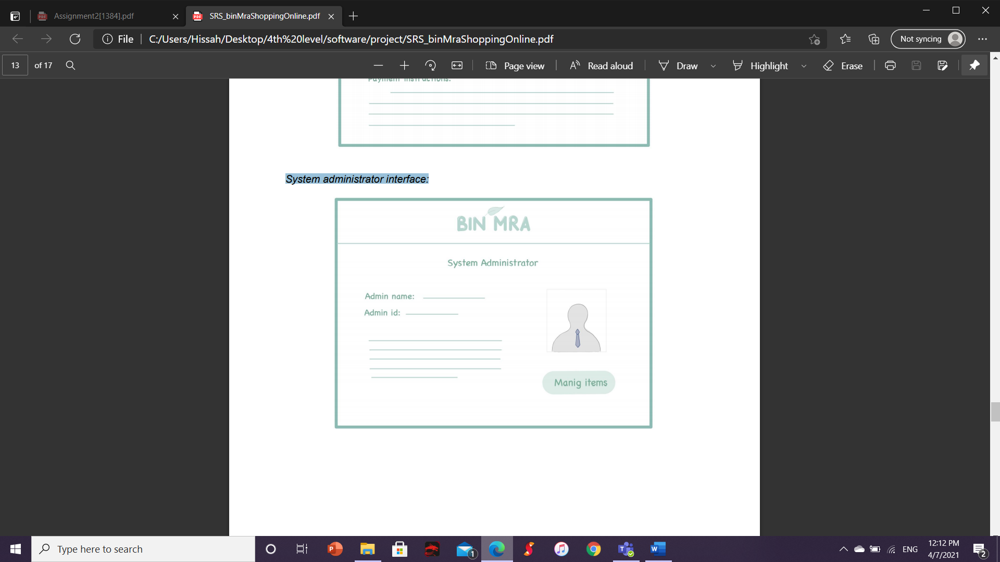 Assignment2[1384].pdf
SRS_binMraShoppingOnline.pdf
File
C:/Users/Hissah/Desktop/4th%20level/software/project/SRS_binMraShoppingOnline.pdf
Not syncing
13 of 17
Page view
Read aloud
Draw
Highlight
Erase
Payment instructions:
System administrator interface:
BIN MRA
System Administrator
Admin name:
Admin id:
Manig items
Type here to search
1
ENG
12:12 PM
4/7/2021
2